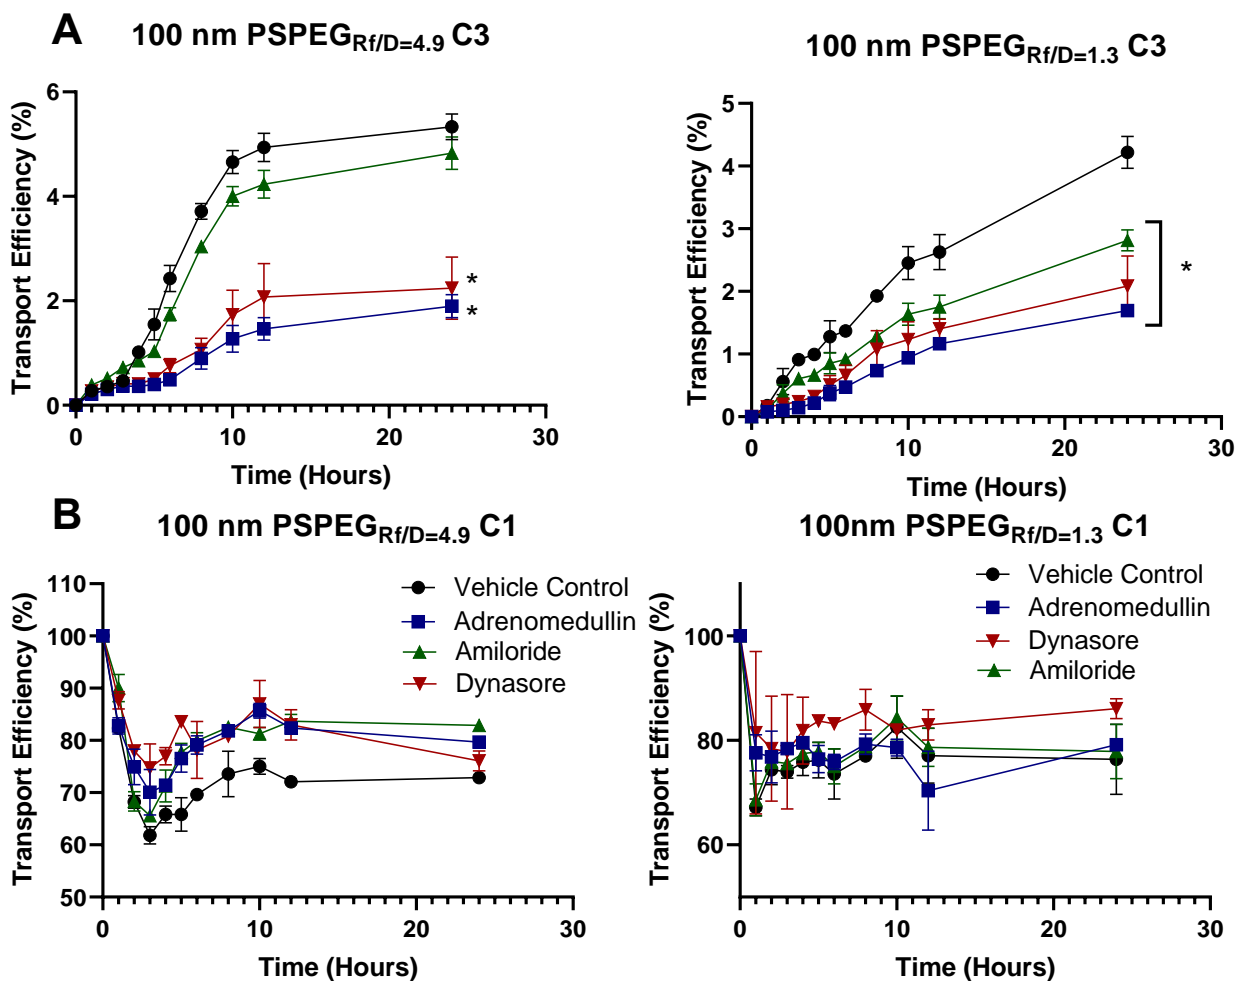 A
100 nm PSPEGRf/D=4.9 C3
Transport Efficiency (%)
6
4
2
0
*
*
0 10 20 30
Time (Hours)
100 nm PSPEGRf/D=1.3 C3
Transport Efficiency (%)
5
4
3
2
1
0
*
0 10 20 30
Time (Hours)
B
100 nm PSPEGRf/D=4.9 C1
Transport Efficiency (%)
110
100
90
80
70
60
50
Vehicle Control
Adrenomedullin
Amiloride
Dynasore
0 10 20 30
Time (Hours)
100nm PSPEGRf/D=1.3 C1
Transport Efficiency (%)
100
80
60
Vehicle Control
Adrenomedullin
Dynasore
Amiloride
0 10 20 30
Time (Hours)